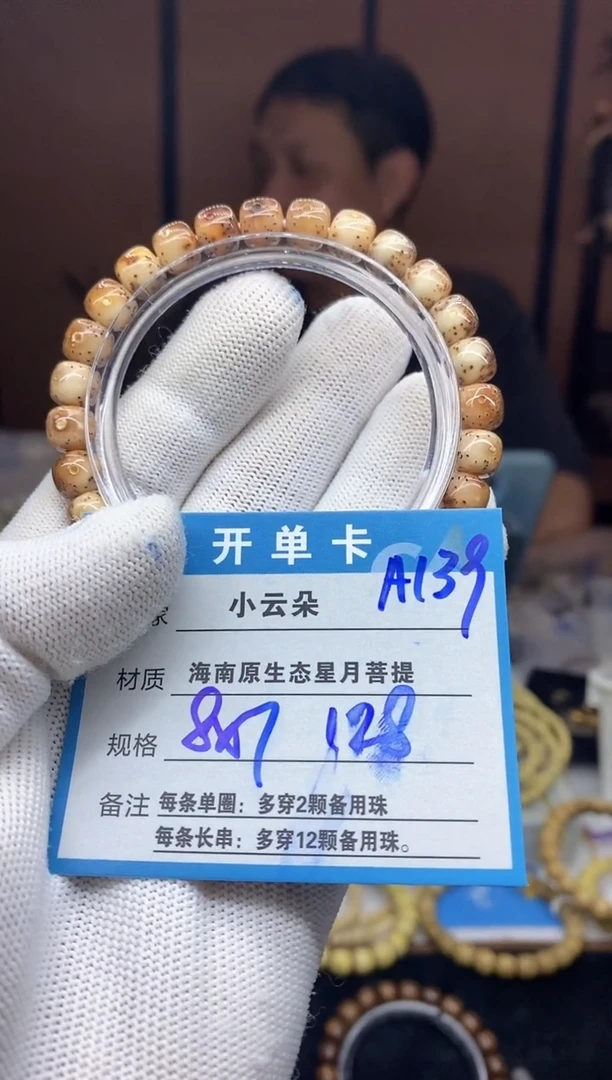 开单卡
A139
家 小云朵
材质 海南原生态星月菩提
规格 8x7 128
备注 每条单圈：多穿2颗备用珠
每条长串：多穿12颗备用珠。